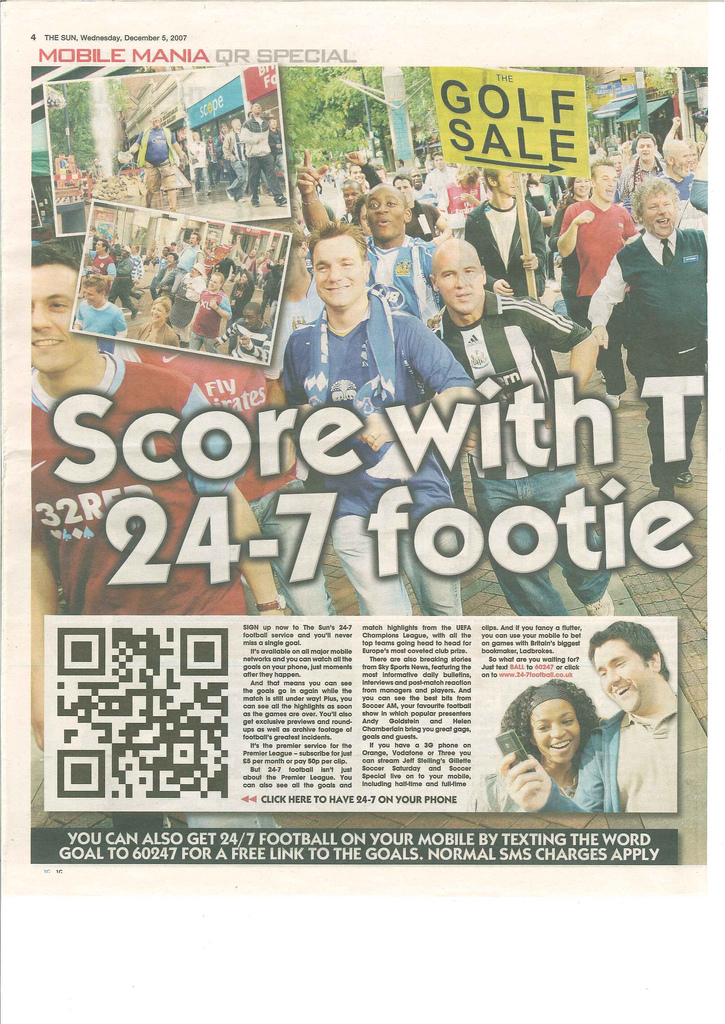 4 THE SUN, Wednesday, December 5, 2007
MOBILE MANIA QR SPECIAL
scope
THE
GOLF
SALE
Fly
Emirates
32RED
Score with T
24-7 footie
SIGN up now to The Sun's 24-7
football service and you'll never
miss a single goal.
It's available on all major mobile
networks and you can watch all the
goals on your phone, just moments
after they happen.
And that means you can see
the goals go in again while the
match is still under way! Plus, you
can see all the highlights as soon
as the games are over. You'll also
get exclusive previews and round-
ups as well as archive footage of
football's greatest incidents.
It's the premier service for the
Premier League – subscribe for just
£5 per month or pay 50p per clip.
But 24-7 football isn't just
about the Premier League. You
can also see all the goals and
match highlights from the UEFA
Champions League, with all the
top teams going head to head for
Europe's most coveted club prize.
There are also breaking stories
from Sky Sports News, featuring the
most informative daily bulletins,
interviews and post-match reaction
from managers and players. And
you can see the best bits from
Soccer AM, your favourite football
show in which popular presenters
Andy Goldstein and Helen
Chamberlain bring you great gags,
goals and guests.
If you have a 3G phone on
Orange, Vodafone or Three you
can stream Jeff Stelling's Gillette
Soccer Saturday and Soccer
Special live on to your mobile,
including half-time and full-time
clips. And if you fancy a flutter,
you can use your mobile to bet
on games with Britain's biggest
bookmaker, Ladbrokes.
So what are you waiting for?
Just text BALL to 60247 or click
on to www.24-7football.co.uk
CLICK HERE TO HAVE 24-7 ON YOUR PHONE
YOU CAN ALSO GET 24/7 FOOTBALL ON YOUR MOBILE BY TEXTING THE WORD
GOAL TO 60247 FOR A FREE LINK TO THE GOALS. NORMAL SMS CHARGES APPLY